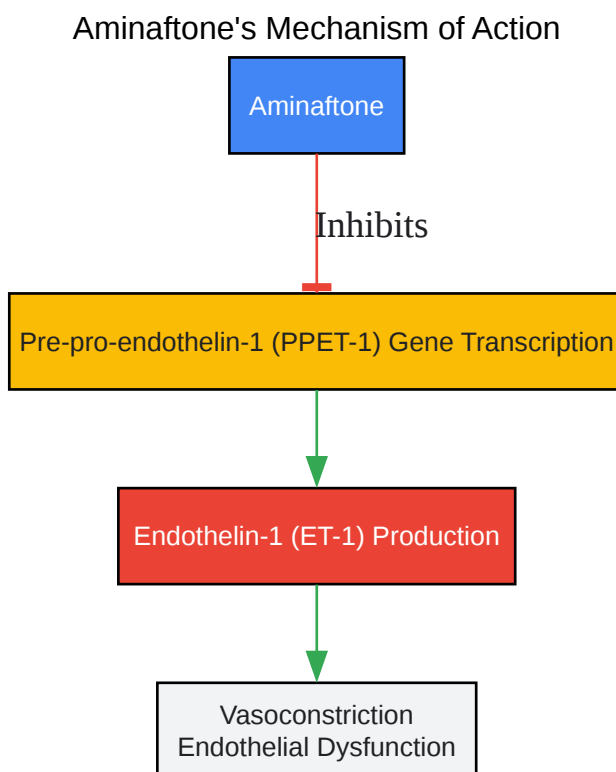 Aminaftone's Mechanism of Action
Aminaftone
Inhibits
Pre-pro-endothelin-1 (PPET-1) Gene Transcription
Endothelin-1 (ET-1) Production
Vasoconstriction
Endothelial Dysfunction